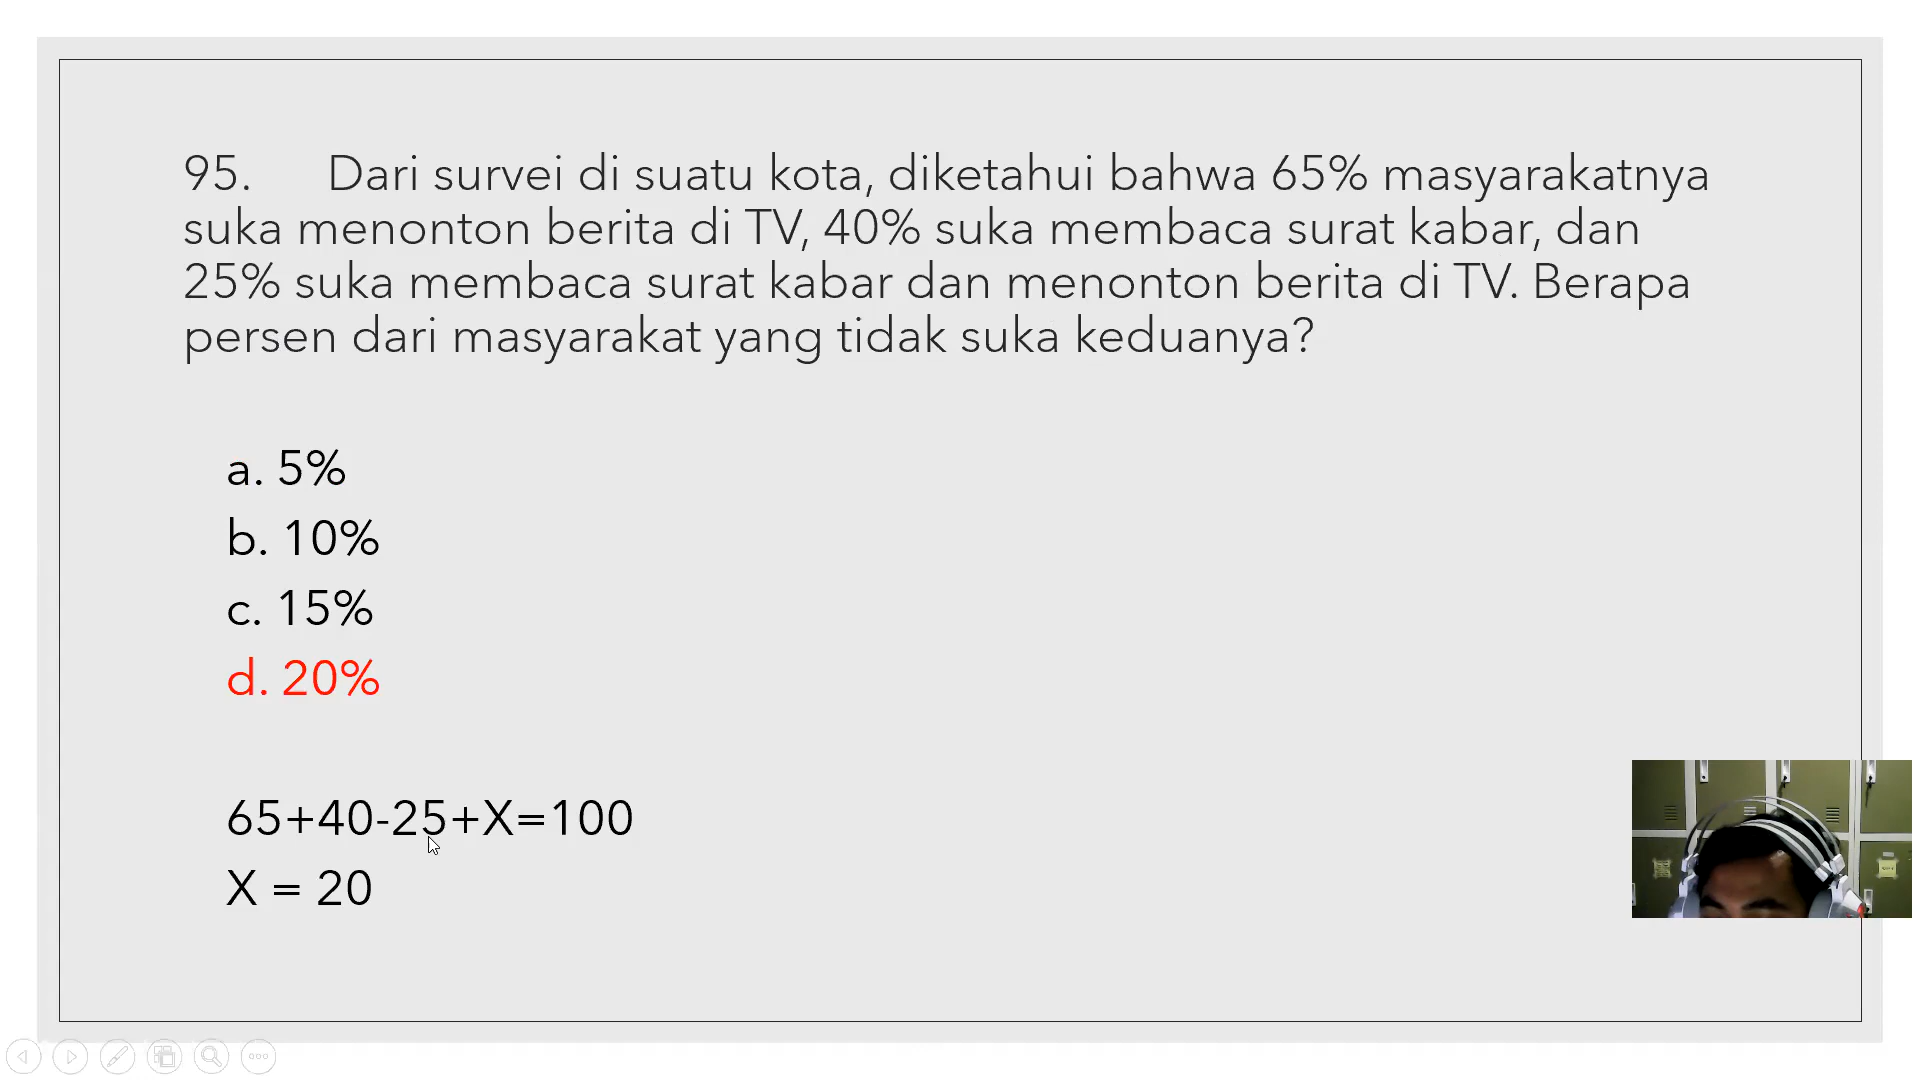 95. Dari survei di suatu kota, diketahui bahwa 65% masyarakatnya
suka menonton berita di TV, 40% suka membaca surat kabar, dan
25% suka membaca surat kabar dan menonton berita di TV. Berapa
persen dari masyarakat yang tidak suka keduanya?
a. 5%
b. 10%
c. 15%
d. 20%
65+40-25+X=100
X = 20